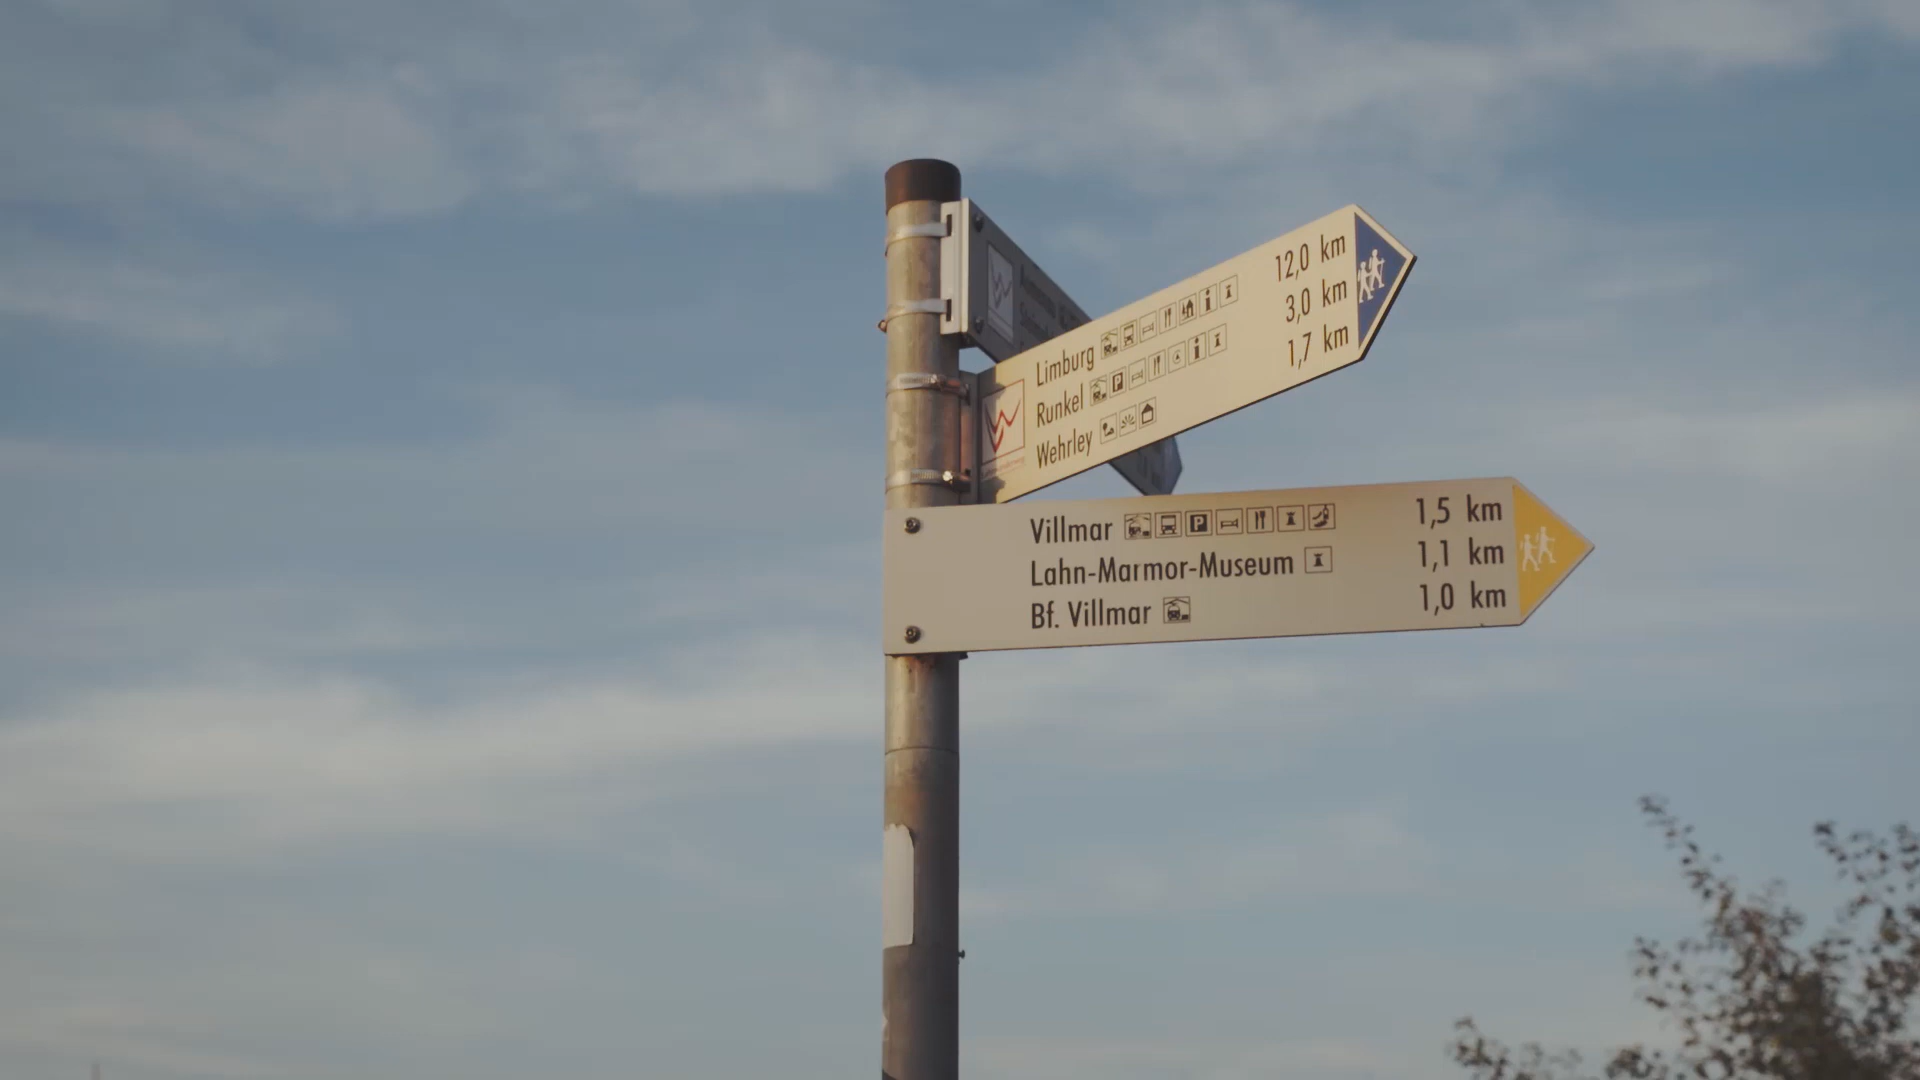 Limburg 12,0 km
Runkel P i 3,0 km
Wehrley 1,7 km
Villmar P 1,5 km
Lahn-Marmor-Museum 1,1 km
Bf. Villmar 1,0 km